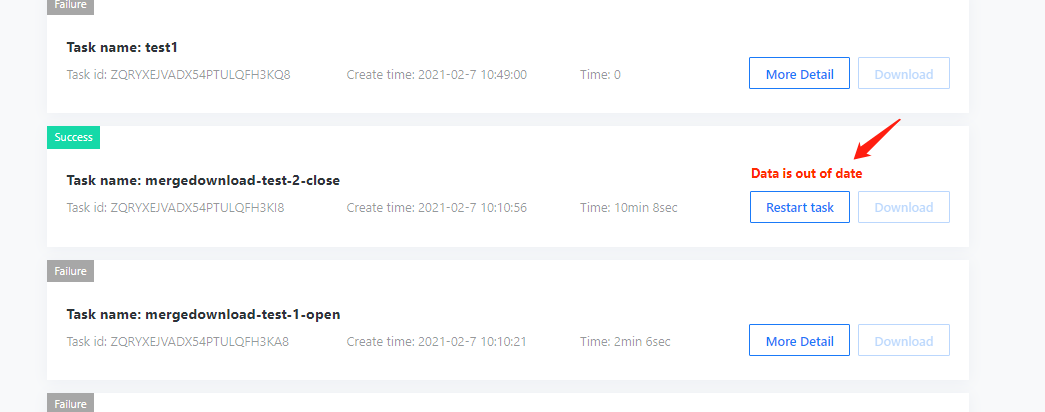 Failure
Task name: test1
Task id: ZQRYXEJVADX54PTULQFH3KQ8 Create time: 2021-02-7 10:49:00 Time: 0 More Detail Download
Success
Data is out of date
Task name: mergedownload-test-2-close
Task id: ZQRYXEJVADX54PTULQFH3KI8 Create time: 2021-02-7 10:10:56 Time: 10min 8sec Restart task Download
Failure
Task name: mergedownload-test-1-open
Task id: ZQRYXEJVADX54PTULQFH3KA8 Create time: 2021-02-7 10:10:21 Time: 2min 6sec More Detail Download
Failure